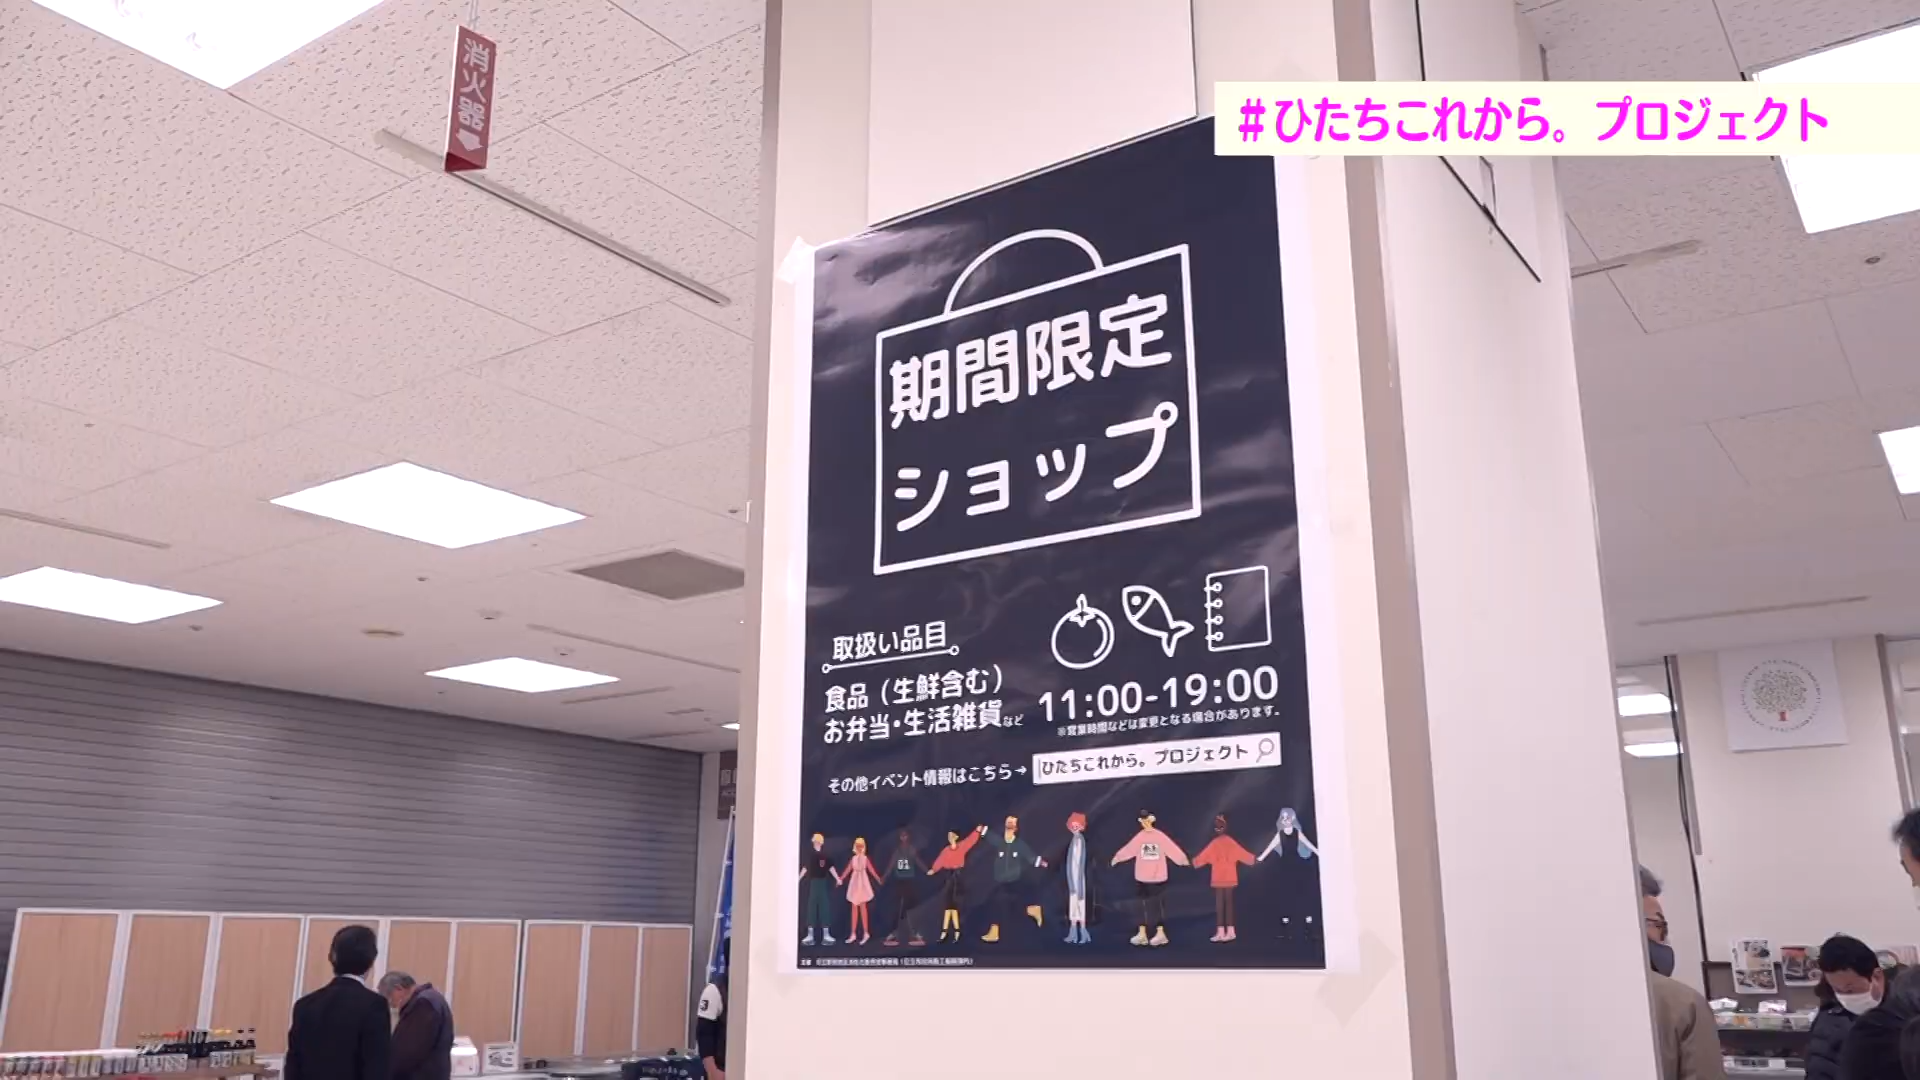 消火器
#ひたちこれから。プロジェクト
期間限定
ショップ
取扱い品目
食品（生鮮含む）
お弁当・生活雑貨など
11:00-19:00
※営業時間などは変更となる場合があります。
その他イベント情報はこちら→
ひたちこれから。プロジェクト
01